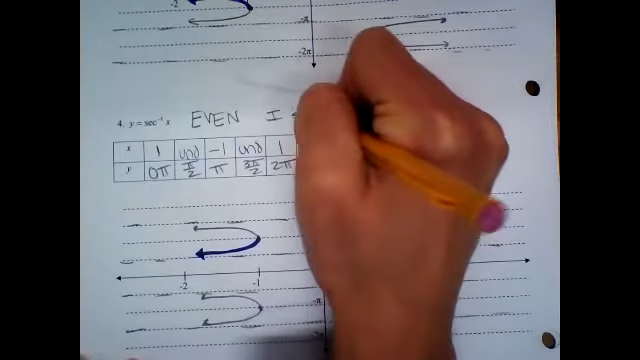 -2
-π
-2π
4. y = sec⁻¹ x EVEN I
x 1 und -1 und 1
y 0π π/2 π 3π/2 2π
-2 -1
-π